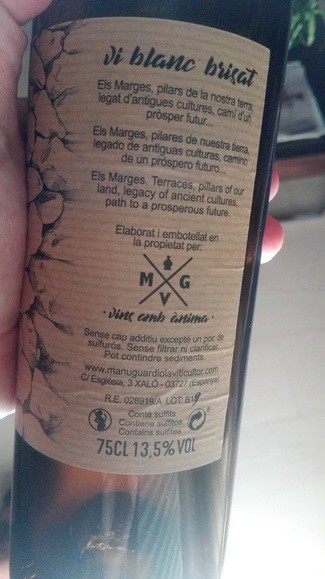 vi blanc brisat
Els Marges, pilars de la nostra terra,
legat d'antigues cultures, camí d'un
pròsper futur...
Els Marges, pilares de nuestra tierra,
legado de antiguas culturas, camino
de un próspero futuro...
Els Marges. Terraces, pillars of our
land, legacy of ancient cultures,
path to a prosperous future.
Elaborat i embotellat en
la propietat per:
M G
V
· vins amb ànima ·
Sense cap additiu excepte un poc de
sulfurós. Sense filtrar ni clarificar.
Pot contindre sediments.
www.manuguardiolaviticultor.com
C/ Església, 3 XALÓ - 03727 (Espanya)
R.E. 028919/A LOT. B19
Conté sulfits
Contiene sulfitos
Contains sulfites
75CL 13,5% VOL